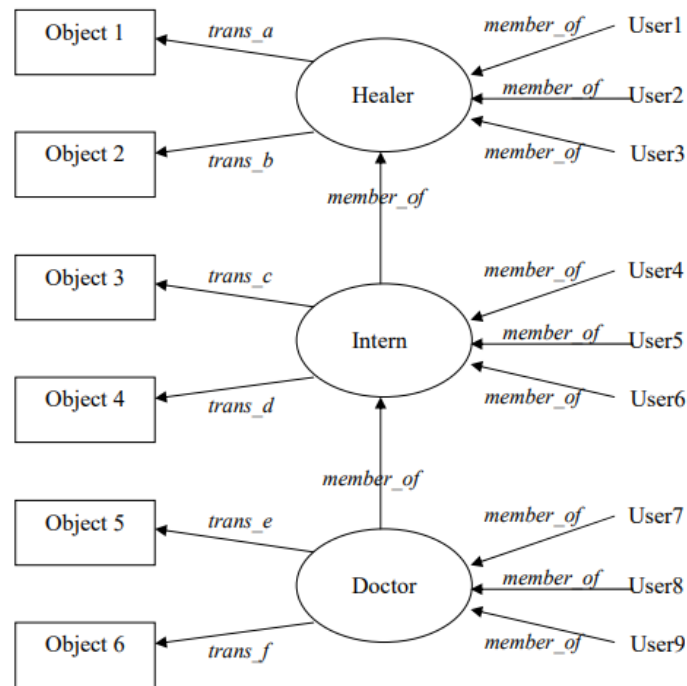 Object 1
trans_a
member_of
User1
Healer
member_of
User2
Object 2
trans_b
member_of
User3
member_of
Object 3
trans_c
member_of
User4
Intern
member_of
User5
Object 4
trans_d
member_of
User6
member_of
Object 5
trans_e
member_of
User7
Doctor
member_of
User8
Object 6
trans_f
member_of
User9